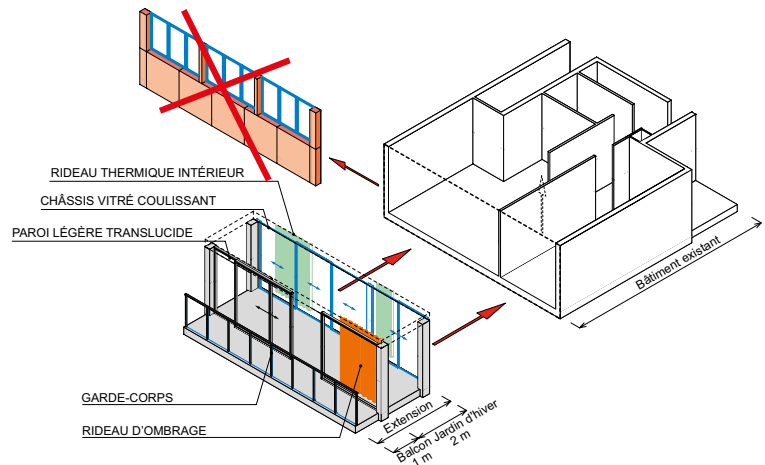 RIDEAU THERMIQUE INTÉRIEUR
CHÂSSIS VITRÉ COULISSANT
PAROI LÉGÈRE TRANSLUCIDE
Bâtiment existant
GARDE-CORPS
RIDEAU D'OMBRAGE
Extension
Balcon Jardin d'hiver
1 m 2 m